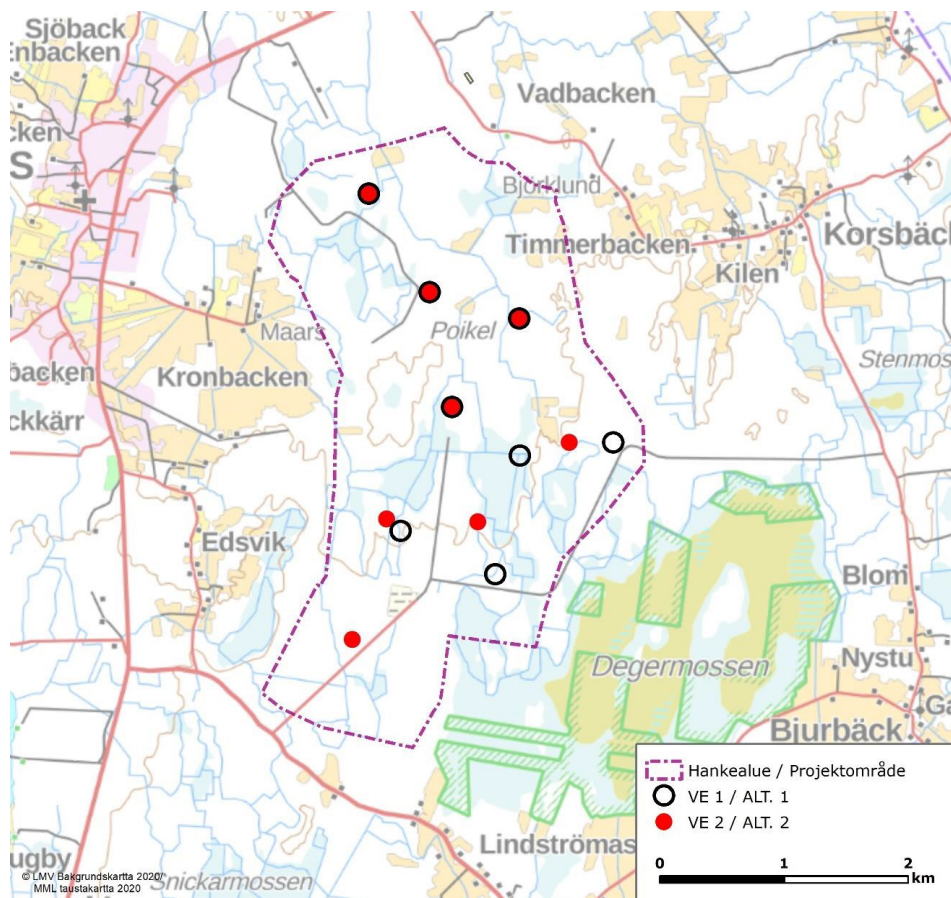 Sjöback
enbacken
Vadbacken
cken
S
Björklund
Timmerbacken
Korsbäck
Kilen
Maars
Poikel
Stenmos
backen
Kronbacken
ckkärr
Edsvik
Blom
Degermossen
Nystu
Ga
Bjurbäck
Hankealue / Projektområde
VE 1 / ALT. 1
VE 2 / ALT. 2
Lindströmas
ugby
0 1 2
km
© LMV Bakgrundskartta 2020/
MML taustakartta 2020
Snickarmossen